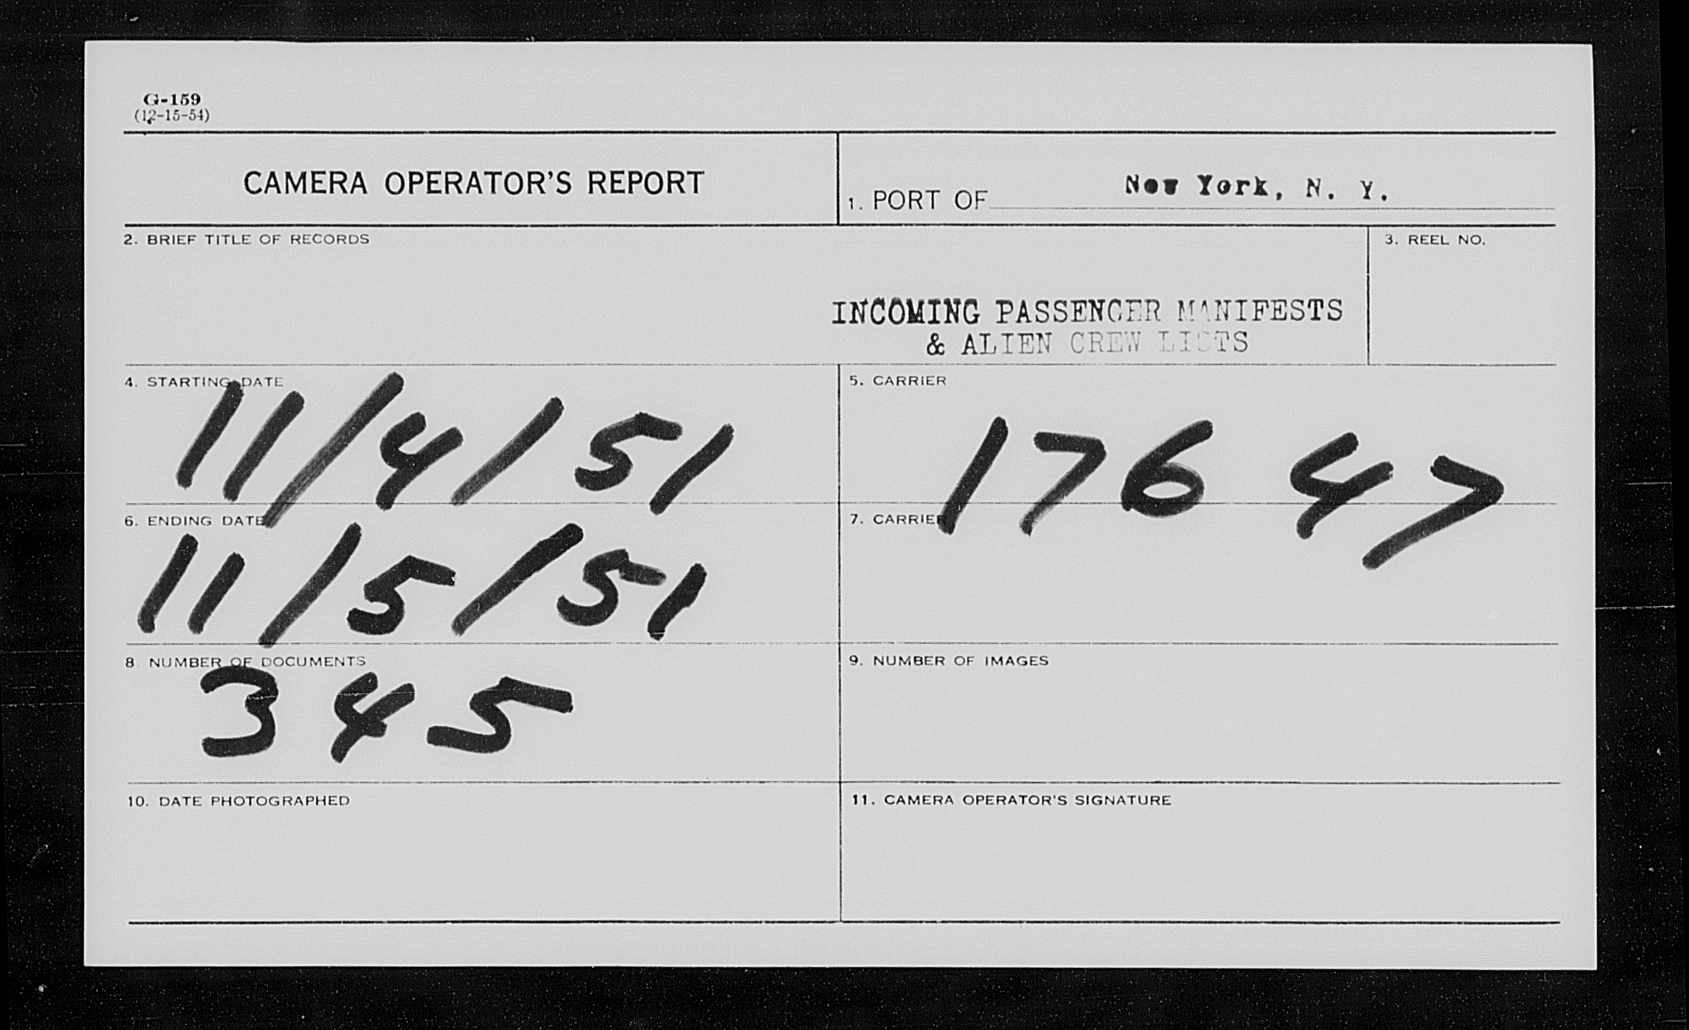 G-159
(12-15-54)
CAMERA OPERATOR'S REPORT
1. PORT OF New York, N. Y.
2. BRIEF TITLE OF RECORDS
3. REEL NO.
INCOMING PASSENGER MANIFESTS
& ALIEN CREW LISTS
4. STARTING DATE
11/4/51
5. CARRIER
17647
6. ENDING DATE
11/5/51
7. CARRIER
8 NUMBER OF DOCUMENTS
345
9. NUMBER OF IMAGES
10. DATE PHOTOGRAPHED
11. CAMERA OPERATOR'S SIGNATURE